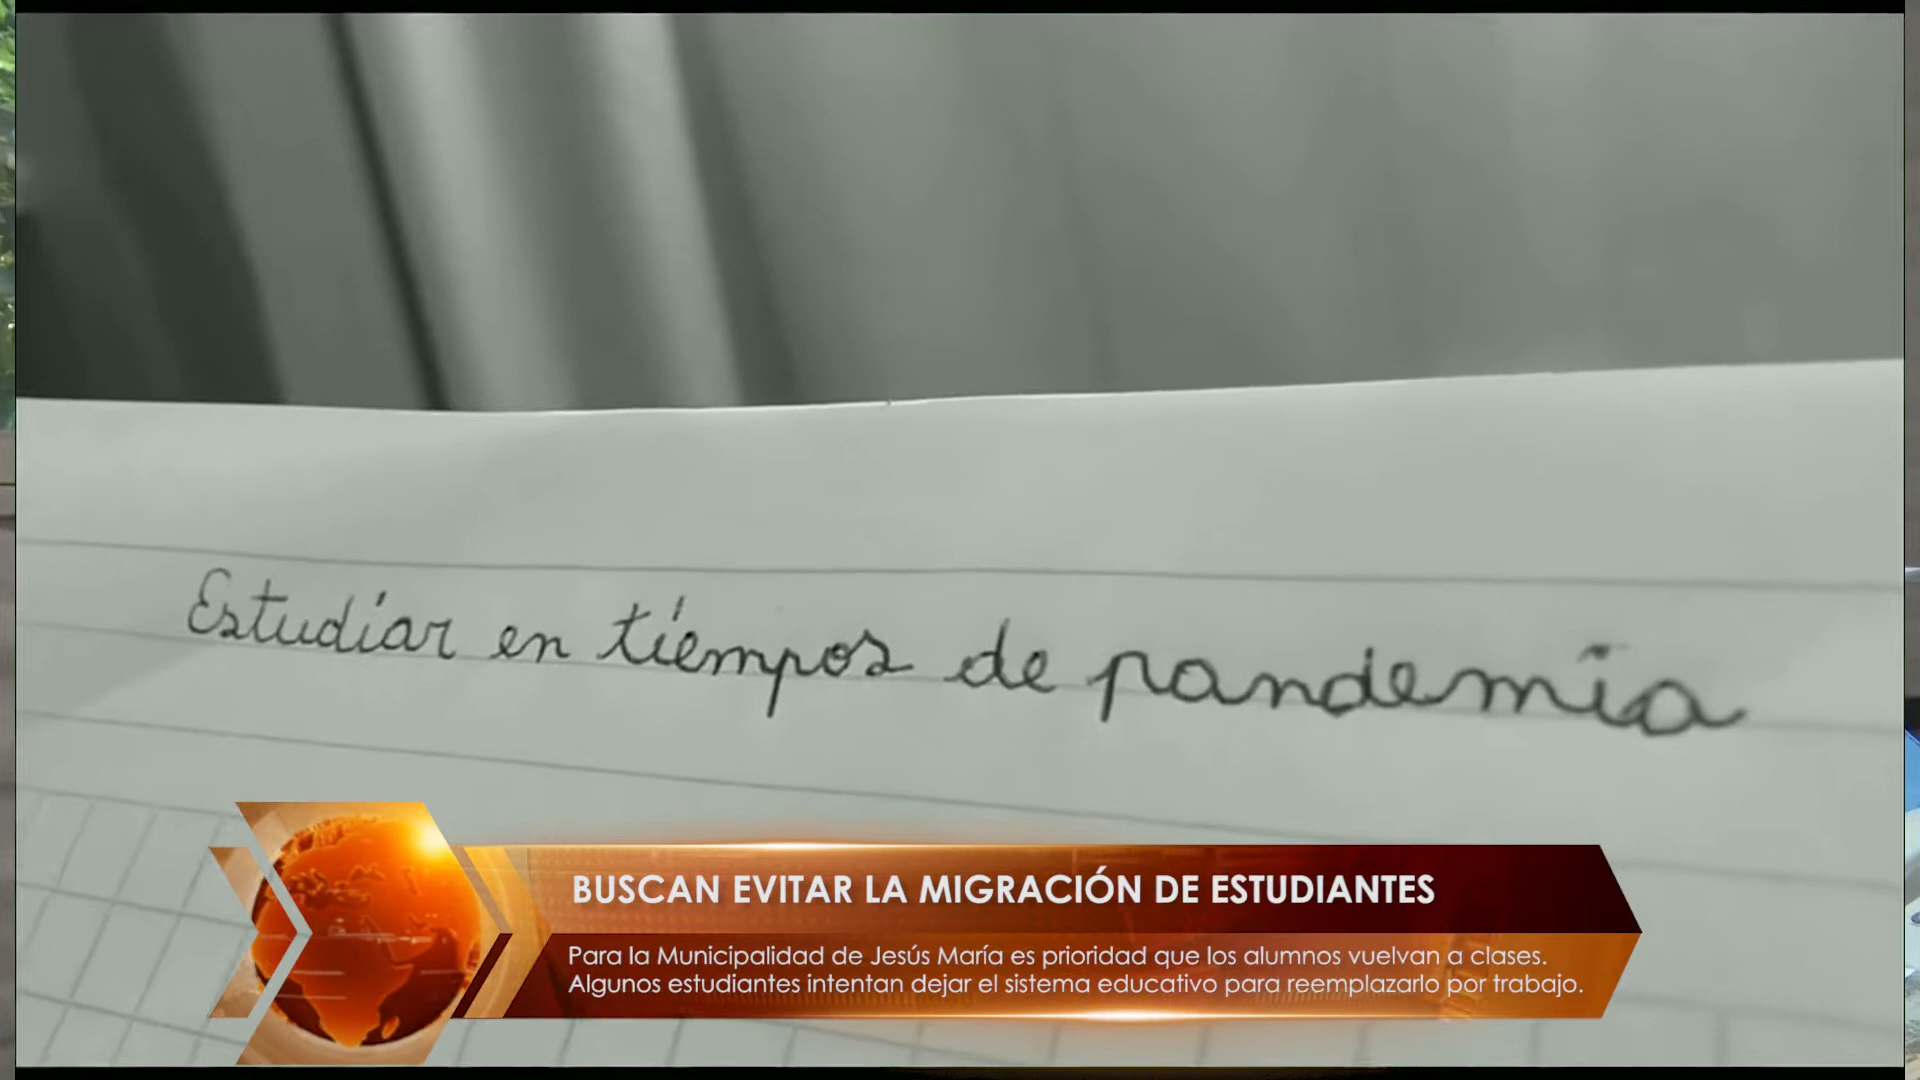 Estudiar en tiempos de pandemia
BUSCAN EVITAR LA MIGRACIÓN DE ESTUDIANTES
Para la Municipalidad de Jesús María es prioridad que los alumnos vuelvan a clases.
Algunos estudiantes intentan dejar el sistema educativo para reemplazarlo por trabajo.